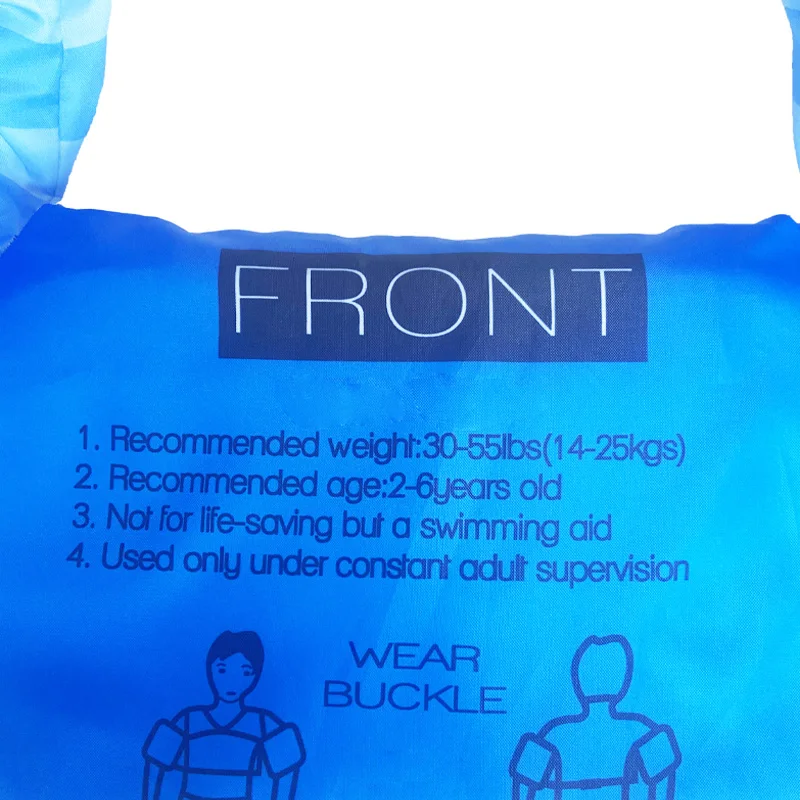 FRONT
1. Recommended weight:30-55lbs(14-25kgs)
2. Recommended age:2-6years old
3. Not for life-saving but a swimming aid
4. Used only under constant adult supervision
WEAR
BUCKLE